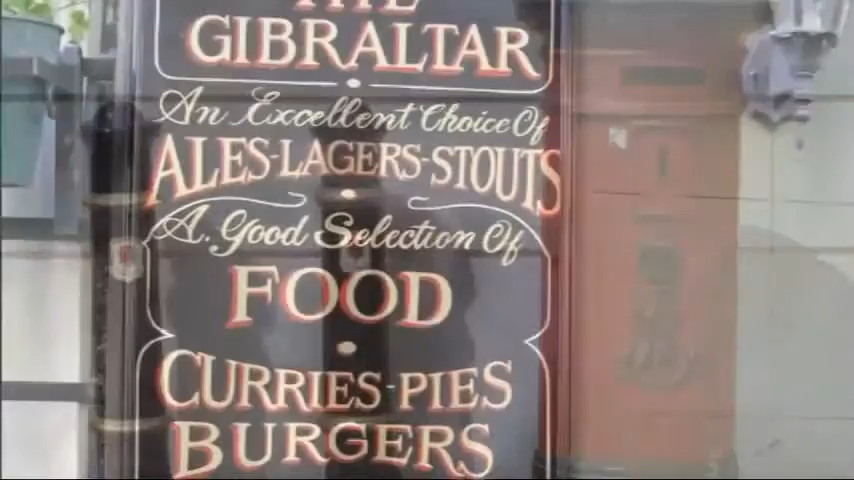 THE
GIBRALTAR
An Excellent Choice Of
ALES-LAGERS-STOUTS
A. Good Selection Of
FOOD
CURRIES-PIES
BURGERS